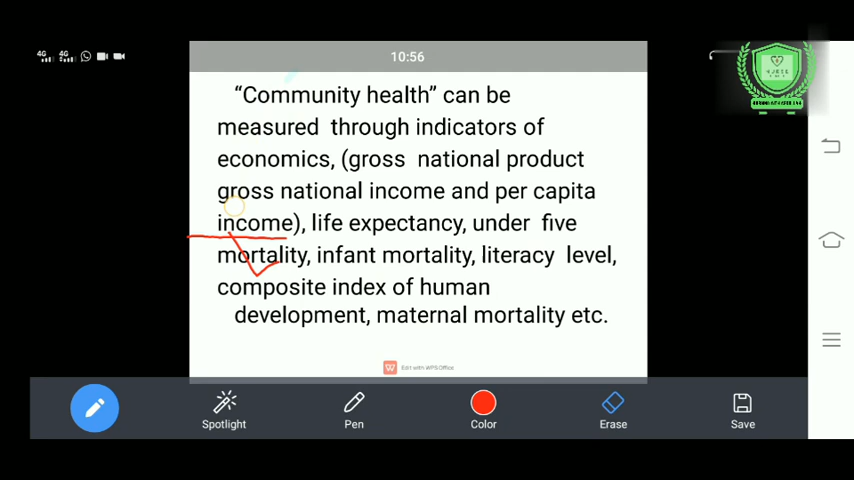 4G 4G
10:56
“Community health” can be
measured through indicators of
economics, (gross national product
gross national income and per capita
income), life expectancy, under five
mortality, infant mortality, literacy level,
composite index of human
development, maternal mortality etc.
Edit with WPS Office
Spotlight
Pen
Color
Erase
Save